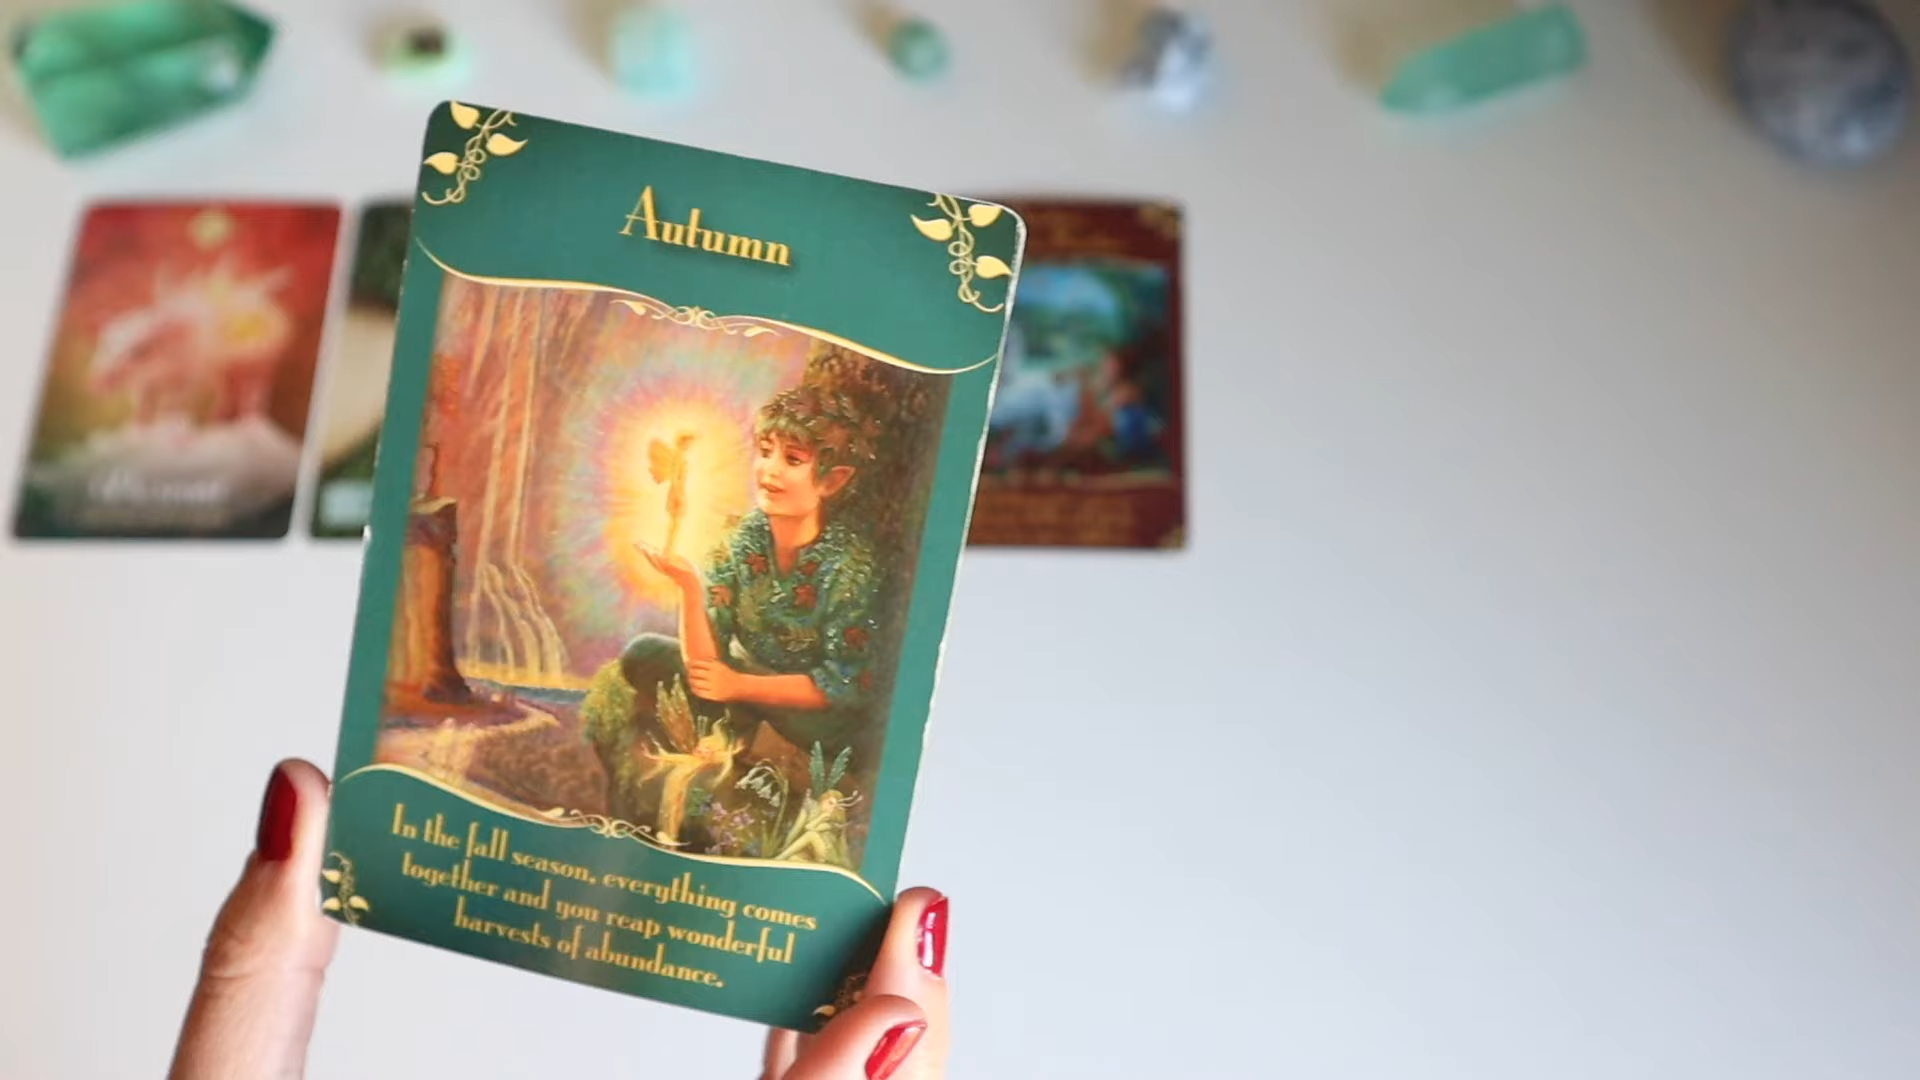 Autumn
In the fall season, everything comes
together and you reap wonderful
harvests of abundance.